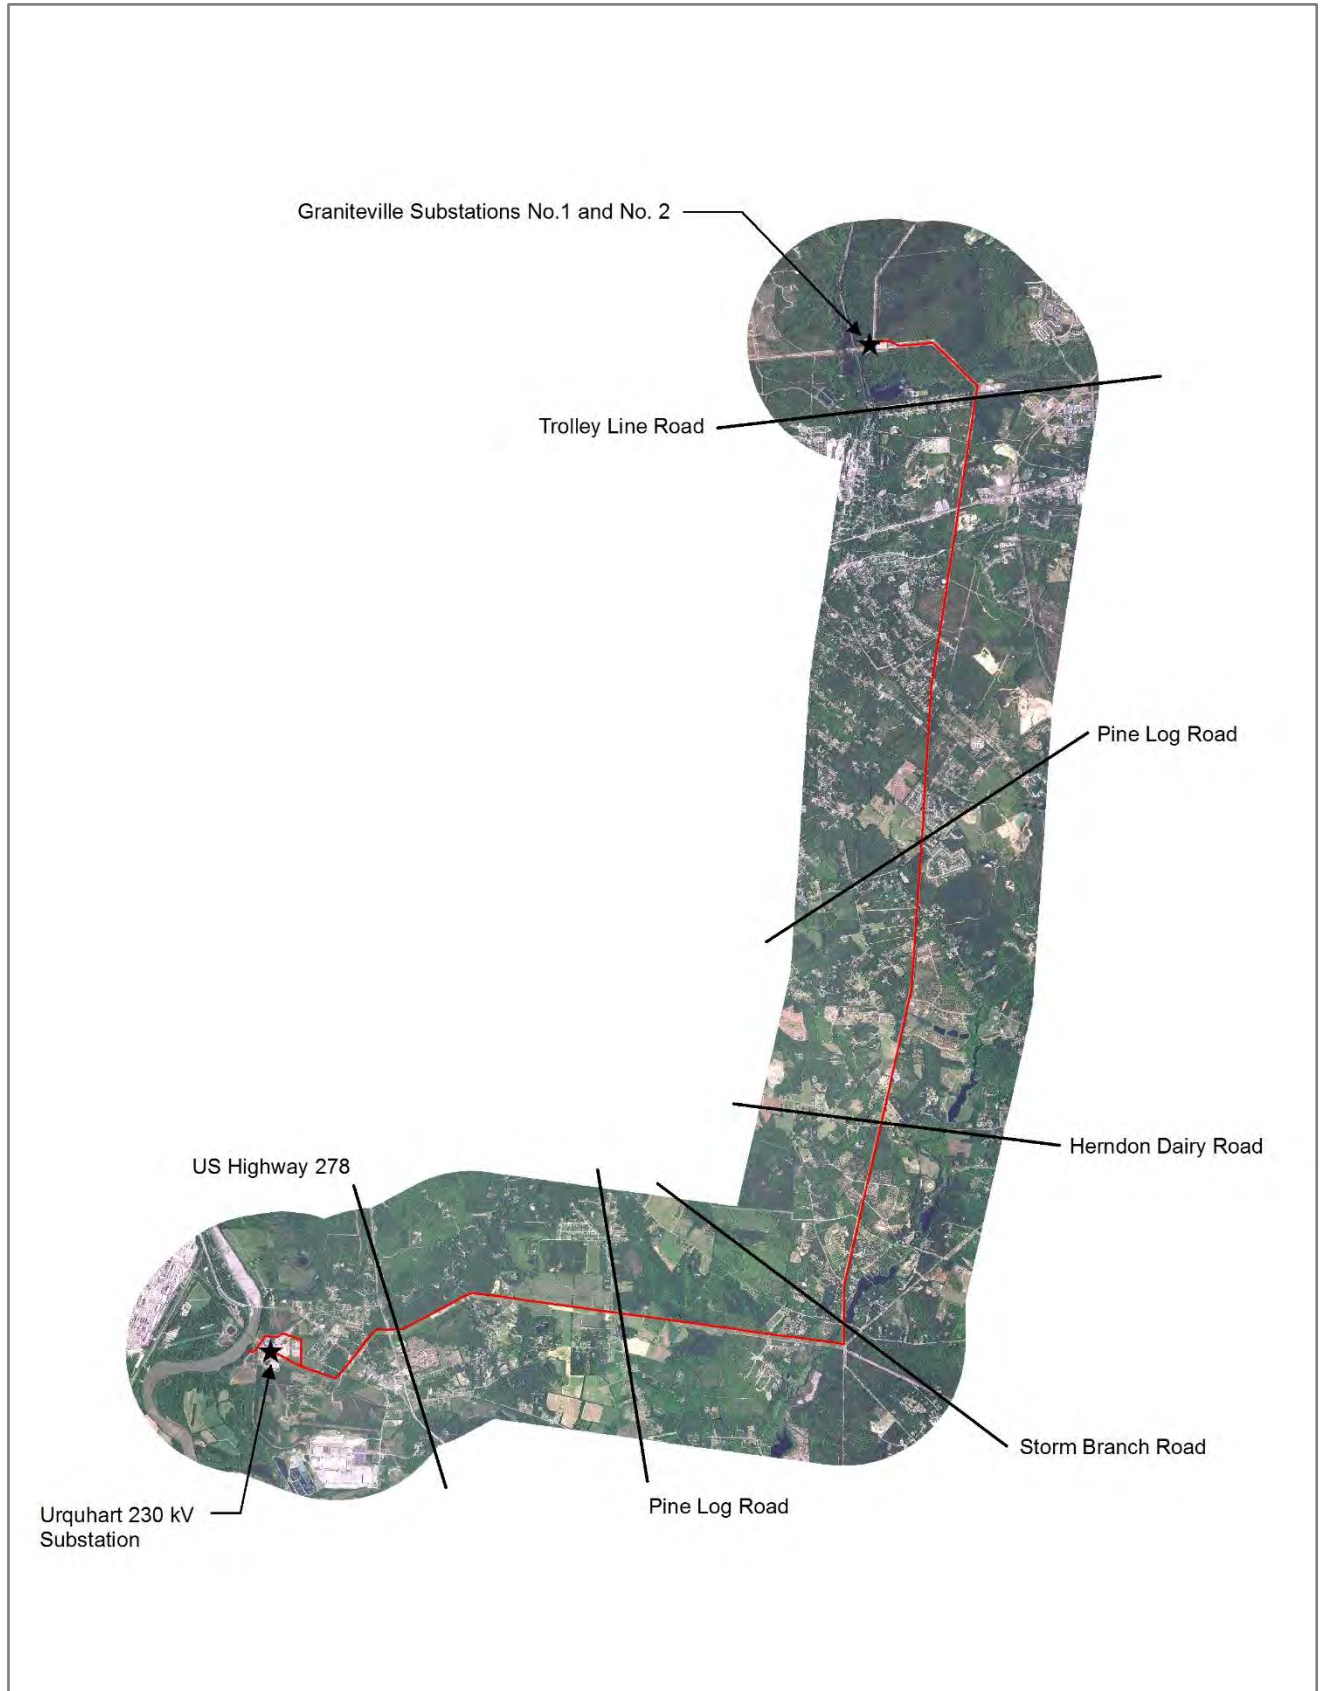 Graniteville Substations No.1 and No. 2
Trolley Line Road
Pine Log Road
Herndon Dairy Road
US Highway 278
Storm Branch Road
Pine Log Road
Urquhart 230 kV
Substation